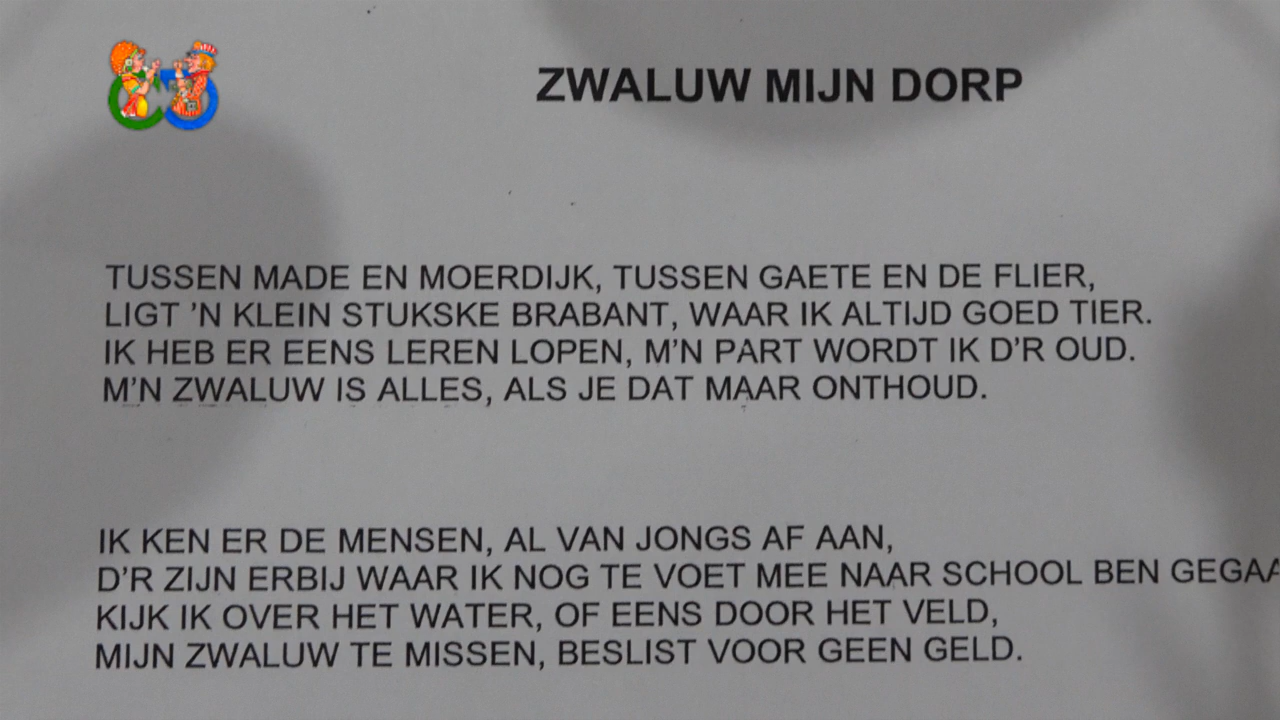 ZWALUW MIJN DORP
TUSSEN MADE EN MOERDIJK, TUSSEN GAETE EN DE FLIER,
LIGT 'N KLEIN STUKSKE BRABANT, WAAR IK ALTIJD GOED TIER.
IK HEB ER EENS LEREN LOPEN, M'N PART WORDT IK D'R OUD.
M'N ZWALUW IS ALLES, ALS JE DAT MAAR ONTHOUD.
IK KEN ER DE MENSEN, AL VAN JONGS AF AAN,
D'R ZIJN ERBIJ WAAR IK NOG TE VOET MEE NAAR SCHOOL BEN GEGAA
KIJK IK OVER HET WATER, OF EENS DOOR HET VELD,
MIJN ZWALUW TE MISSEN, BESLIST VOOR GEEN GELD.